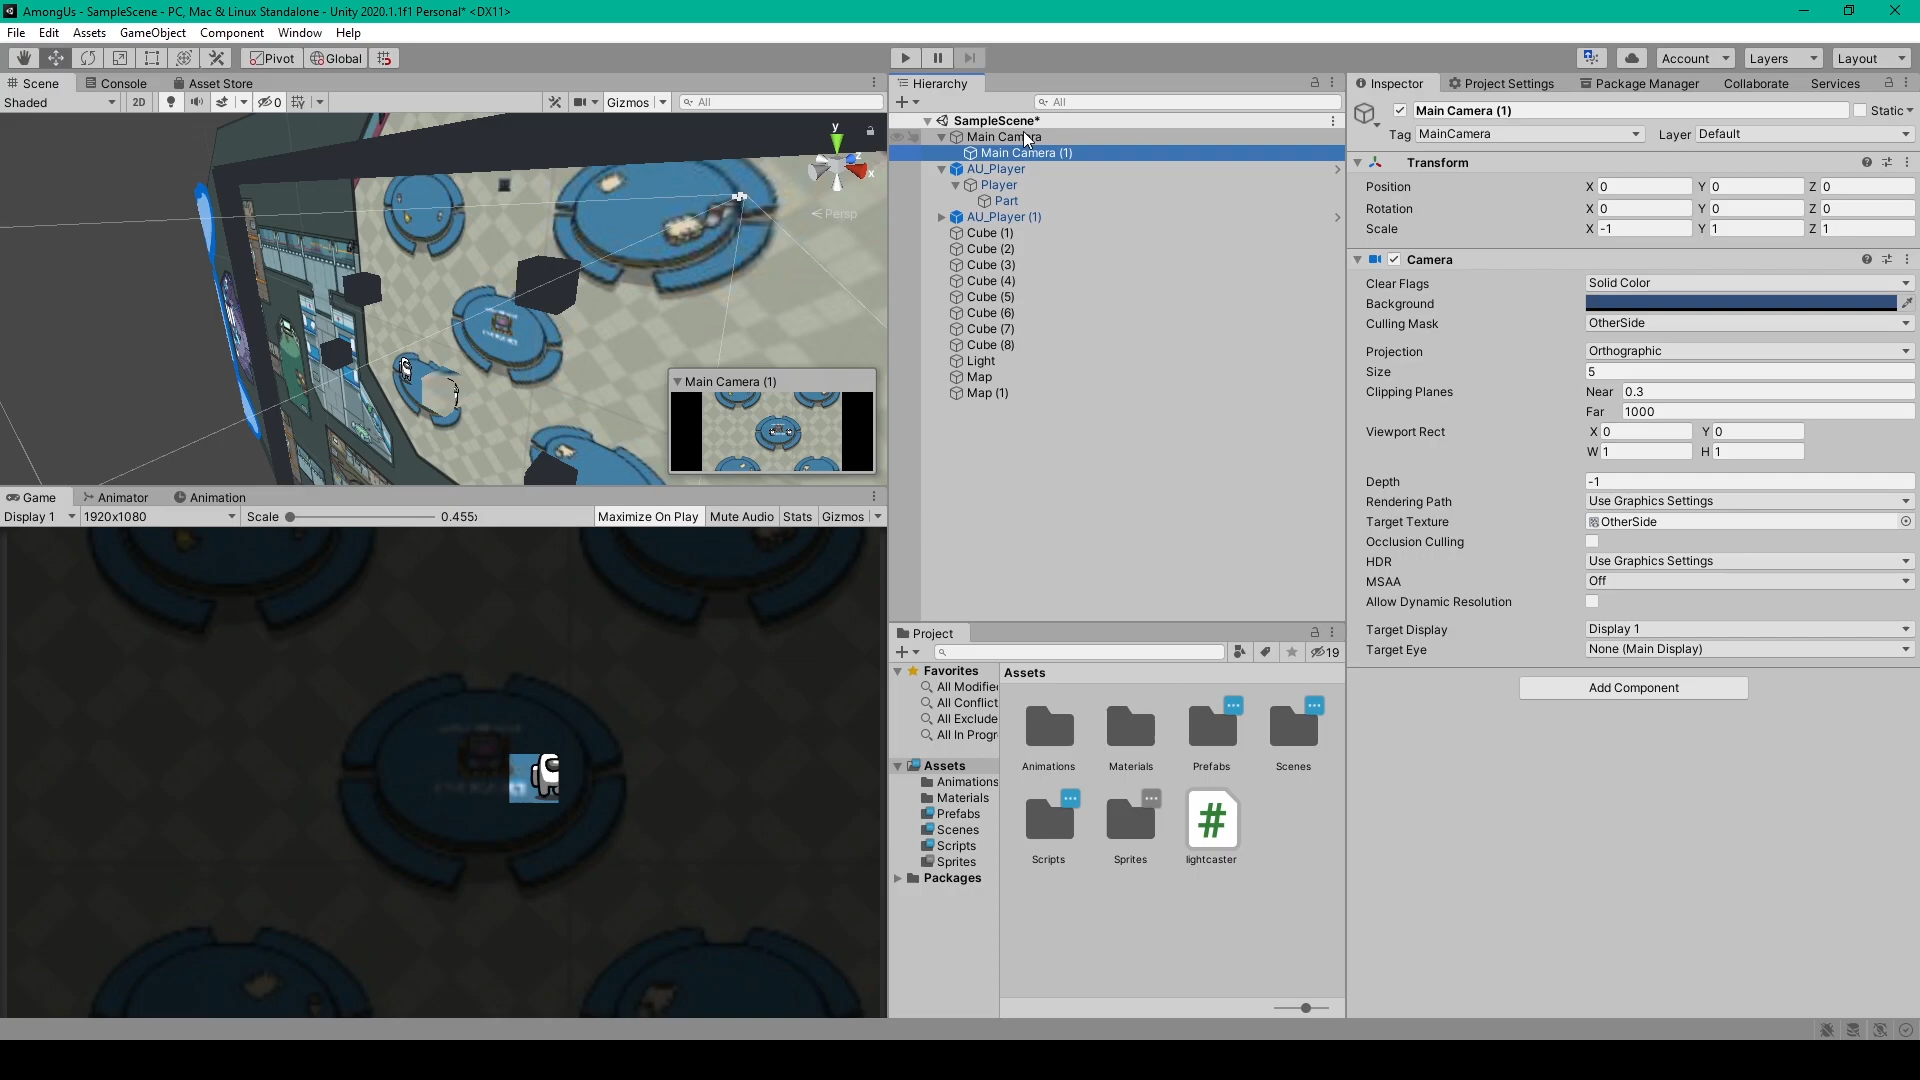 AmongUs - SampleScene - PC, Mac & Linux Standalone - Unity 2020.1.1f1 Personal* <DX11>
File Edit Assets GameObject Component Window Help
Pivot Global Account Layers Layout
Scene Console Asset Store
Shaded 2D 0 Gizmos All
y
z
x
Persp
Main Camera (1)
Game Animator Animation
Display 1 1920x1080 Scale 0.455x Maximize On Play Mute Audio Stats Gizmos
Hierarchy
All
SampleScene*
Main Camera
Main Camera (1)
AU_Player
Player
Part
AU_Player (1)
Cube (1)
Cube (2)
Cube (3)
Cube (4)
Cube (5)
Cube (6)
Cube (7)
Cube (8)
Light
Map
Map (1)
Project
19
Favorites
All Modifie
All Conflict
All Exclude
All In Progr
Assets
Animations
Materials
Prefabs
Scenes
Scripts
Sprites
Packages
Assets
Animations Materials Prefabs Scenes
#
Scripts Sprites lightcaster
Inspector Project Settings Package Manager Collaborate Services
Main Camera (1) Static
Tag MainCamera Layer Default
Transform
Position X 0 Y 0 Z 0
Rotation X 0 Y 0 Z 0
Scale X -1 Y 1 Z 1
Camera
Clear Flags Solid Color
Background
Culling Mask OtherSide
Projection Orthographic
Size 5
Clipping Planes Near 0.3
Far 1000
Viewport Rect X 0 Y 0
W 1 H 1
Depth -1
Rendering Path Use Graphics Settings
Target Texture OtherSide
Occlusion Culling
HDR Use Graphics Settings
MSAA Off
Allow Dynamic Resolution
Target Display Display 1
Target Eye None (Main Display)
Add Component